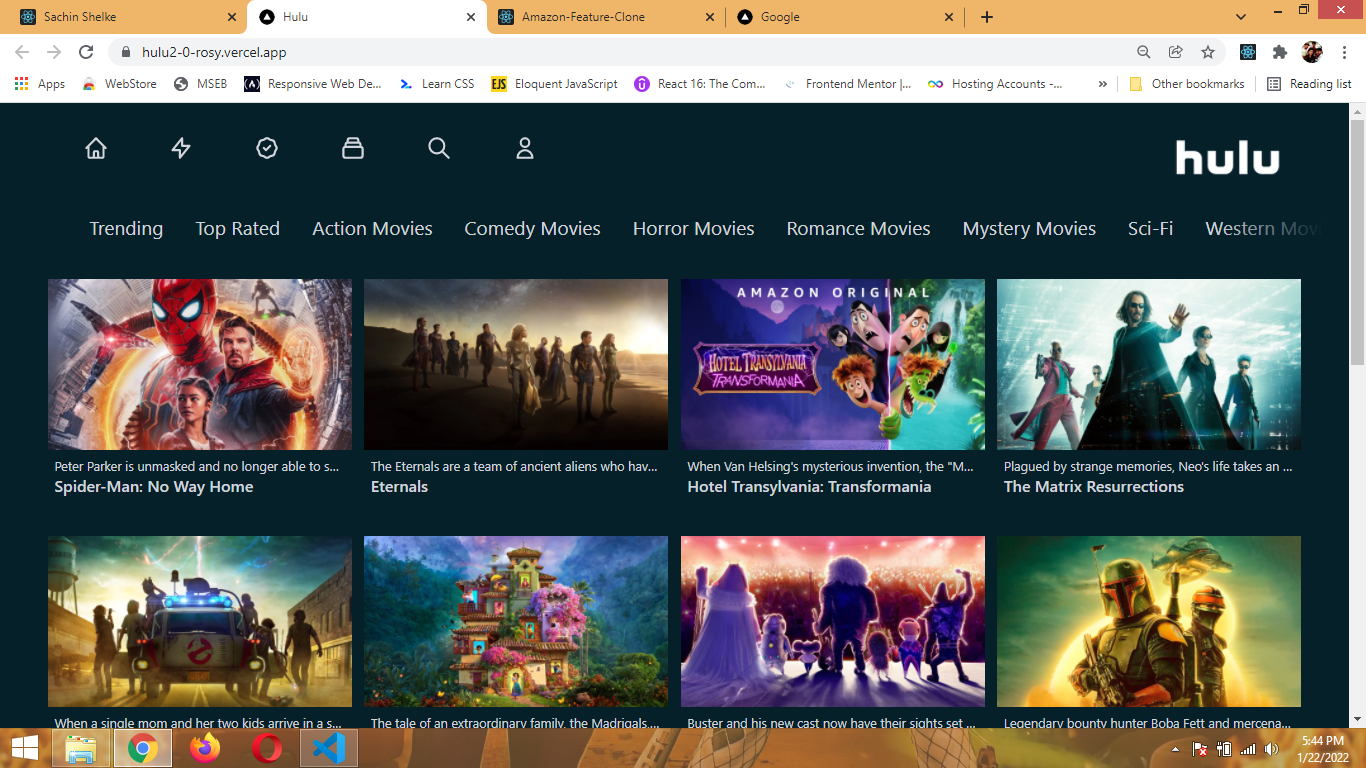 Sachin Shelke
Hulu
Amazon-Feature-Clone
Google
hulu2-0-rosy.vercel.app
Apps
WebStore
MSEB
Responsive Web De...
Learn CSS
Eloquent JavaScript
React 16: The Com...
Frontend Mentor |...
Hosting Accounts -...
»
Other bookmarks
Reading list
hulu
Trending
Top Rated
Action Movies
Comedy Movies
Horror Movies
Romance Movies
Mystery Movies
Sci-Fi
Western Mov
AMAZON ORIGINAL
HOTEL TRANSYLVANIA
TRANSFORMANIA
Peter Parker is unmasked and no longer able to s...
Spider-Man: No Way Home
The Eternals are a team of ancient aliens who hav...
Eternals
When Van Helsing's mysterious invention, the "M...
Hotel Transylvania: Transformania
Plagued by strange memories, Neo's life takes an ...
The Matrix Resurrections
When a single mom and her two kids arrive in a s...
The tale of an extraordinary family, the Madrigals,...
Buster and his new cast now have their sights set ...
Legendary bounty hunter Boba Fett and mercena...
5:44 PM
1/22/2022